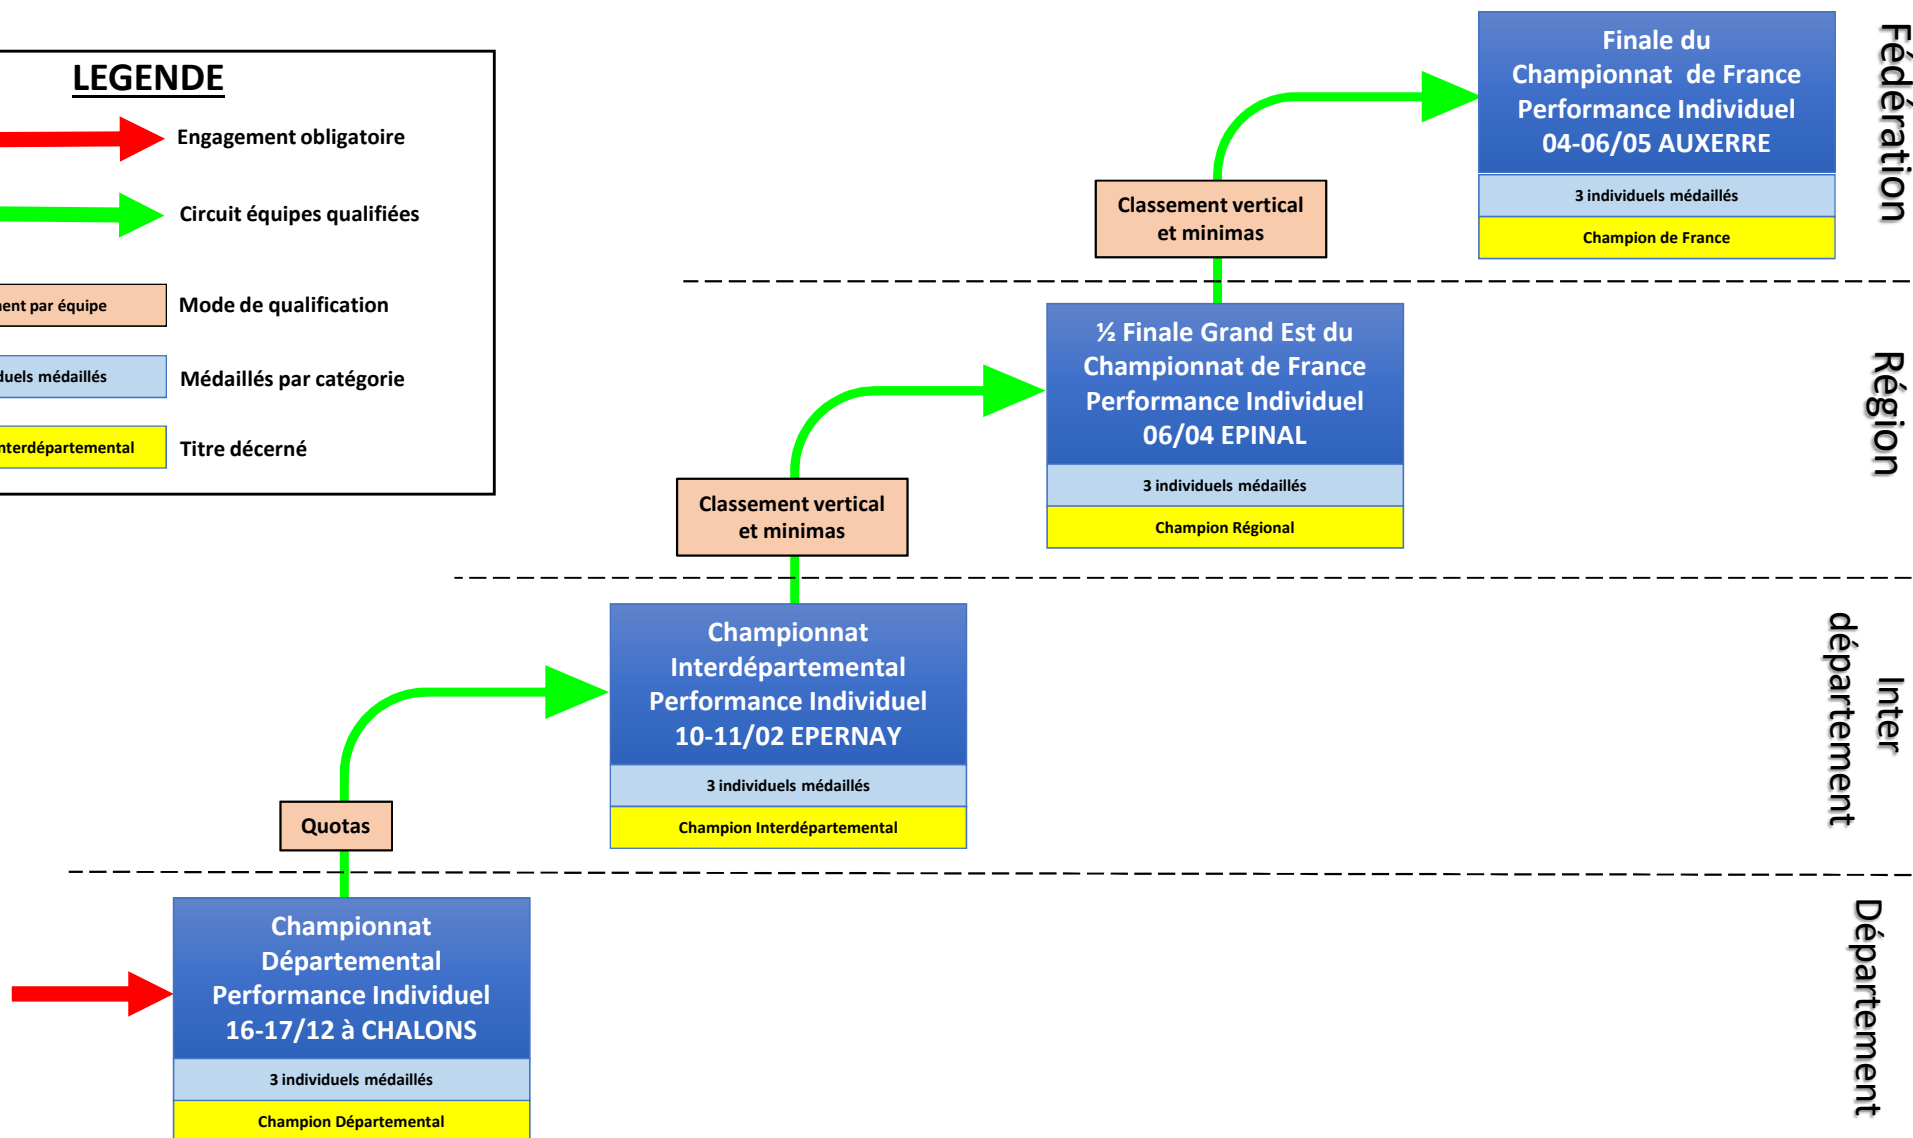 LEGENDE
Engagement obligatoire
Circuit équipes qualifiées
par équipe
Mode de qualification
médaillés
Médaillés par catégorie
Titre décerné
Finale du
Championnat de France
Performance Individuel
04-06/05 AUXERRE
3 individuels médaillés
Champion de France
Fédération
Classement vertical
et minimas
½ Finale Grand Est du
Championnat de France
Performance Individuel
06/04 EPINAL
3 individuels médaillés
Champion Régional
Région
Classement vertical
et minimas
Championnat
Interdépartemental
Performance Individuel
10-11/02 EPERNAY
3 individuels médaillés
Champion Interdépartemental
Inter
département
Quotas
Championnat
Départemental
Performance Individuel
16-17/12 à CHALONS
3 individuels médaillés
Champion Départemental
Département